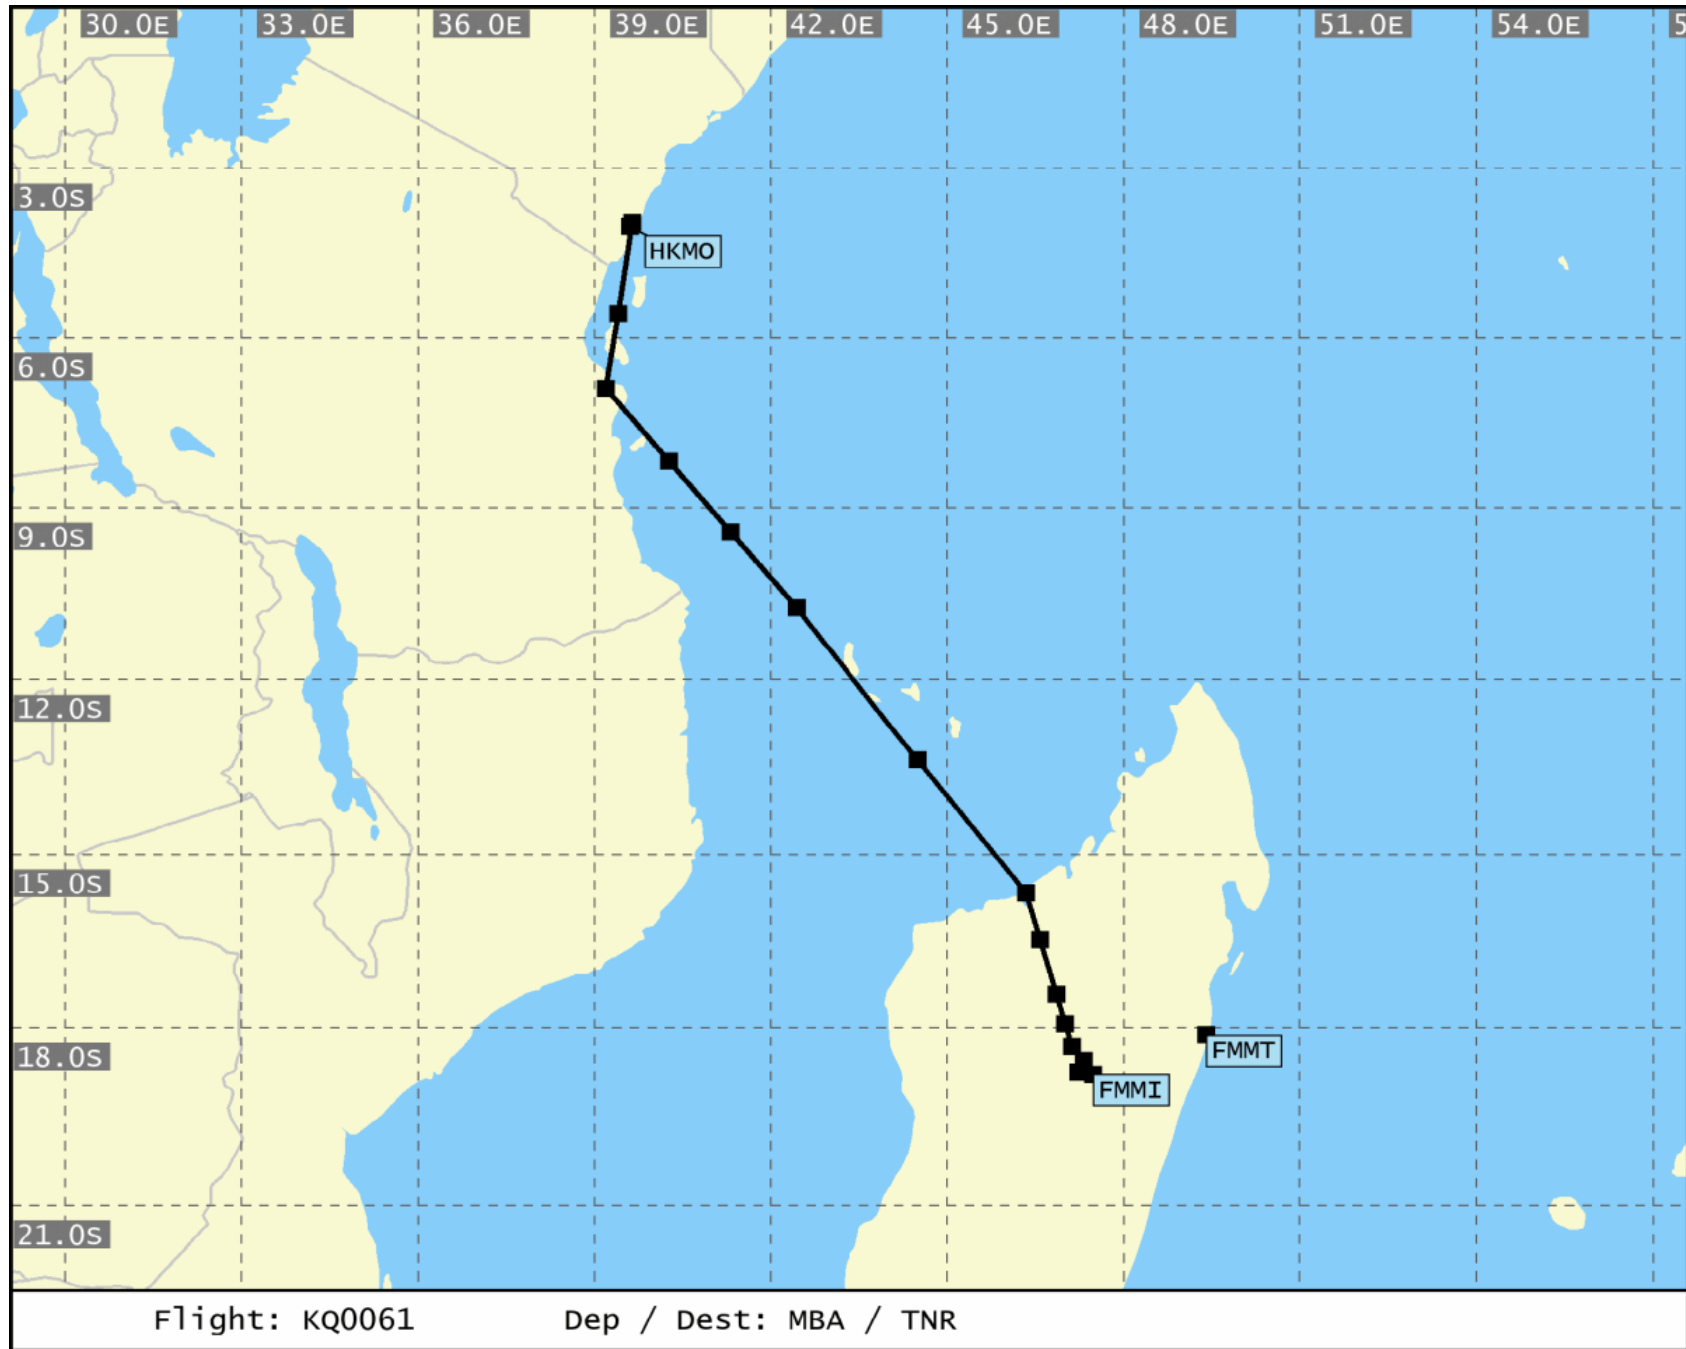 30.0E 33.0E 36.0E 39.0E 42.0E 45.0E 48.0E 51.0E 54.0E 5
3.0S
HKMO
6.0S
9.0S
12.0S
15.0S
18.0S
FMMT
FMMI
21.0S
Flight: KQ0061 Dep / Dest: MBA / TNR